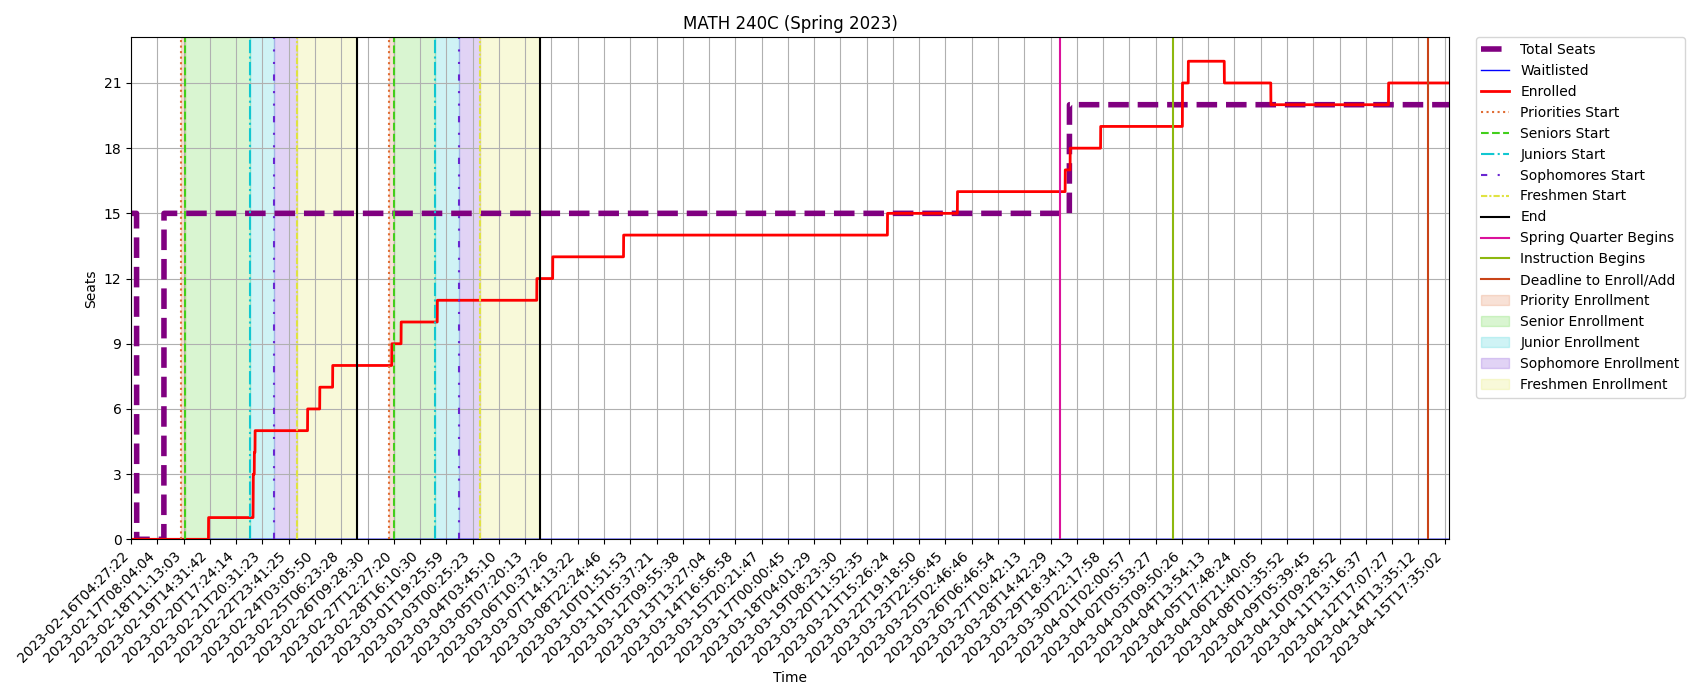 MATH 240C (Spring 2023)
Seats
21
18
15
12
9
6
3
0
2023-02-16T04:27:22
2023-02-17T08:04:04
2023-02-18T11:13:03
2023-02-19T14:31:42
2023-02-20T17:24:14
2023-02-21T20:31:23
2023-02-22T23:41:25
2023-02-24T03:05:50
2023-02-25T06:23:28
2023-02-26T09:28:30
2023-02-27T12:27:20
2023-02-28T16:10:30
2023-03-01T19:25:59
2023-03-03T00:25:23
2023-03-04T03:45:10
2023-03-05T07:20:13
2023-03-06T10:37:26
2023-03-07T14:13:22
2023-03-08T22:24:46
2023-03-10T01:51:53
2023-03-11T05:37:21
2023-03-12T09:55:38
2023-03-13T13:27:04
2023-03-14T16:56:58
2023-03-15T20:21:47
2023-03-17T00:00:45
2023-03-18T04:01:29
2023-03-19T08:23:30
2023-03-20T11:52:35
2023-03-21T15:26:24
2023-03-22T19:18:50
2023-03-23T22:56:45
2023-03-25T02:46:46
2023-03-26T06:46:54
2023-03-27T10:42:13
2023-03-28T14:42:29
2023-03-29T18:34:13
2023-03-30T22:17:58
2023-04-01T02:00:57
2023-04-02T05:53:27
2023-04-03T09:50:26
2023-04-04T13:54:13
2023-04-05T17:48:24
2023-04-06T21:40:05
2023-04-08T01:35:52
2023-04-09T05:39:45
2023-04-10T09:28:52
2023-04-11T13:16:37
2023-04-12T17:07:27
2023-04-14T13:35:12
2023-04-15T17:35:02
Time
Total Seats
Waitlisted
Enrolled
Priorities Start
Seniors Start
Juniors Start
Sophomores Start
Freshmen Start
End
Spring Quarter Begins
Instruction Begins
Deadline to Enroll/Add
Priority Enrollment
Senior Enrollment
Junior Enrollment
Sophomore Enrollment
Freshmen Enrollment